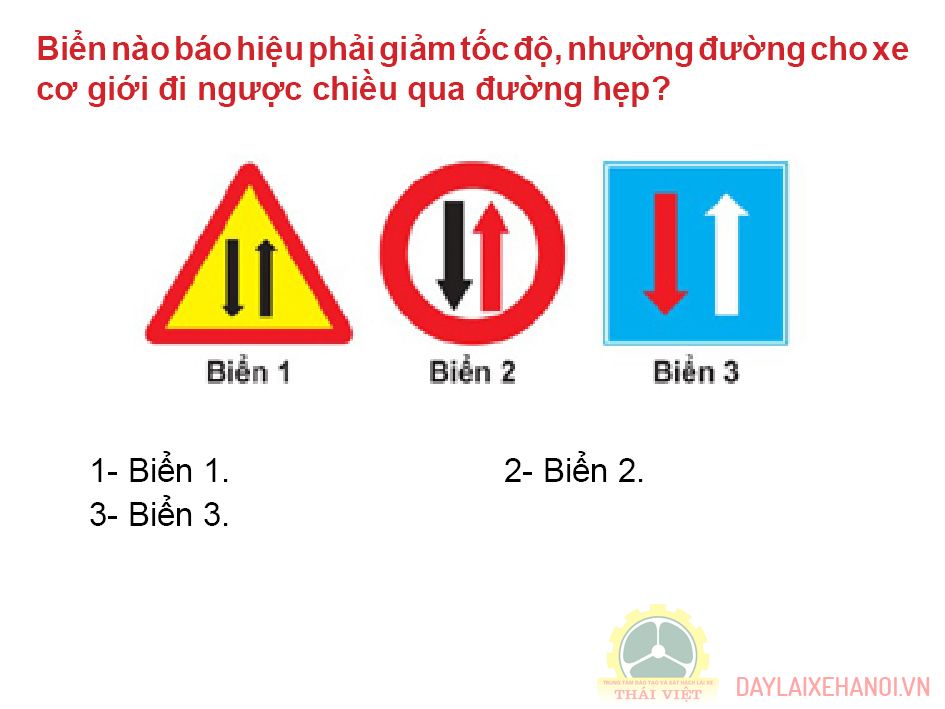 Biển nào báo hiệu phải giảm tốc độ, nhường đường cho xe
cơ giới đi ngược chiều qua đường hẹp?
Biển 1
Biển 2
Biển 3
1- Biển 1.
2- Biển 2.
3- Biển 3.
TRUNG TÂM ĐÀO TẠO VÀ SÁT HẠCH LÁI XE
THÁI VIỆT
DAYLAIXEHANOI.VN